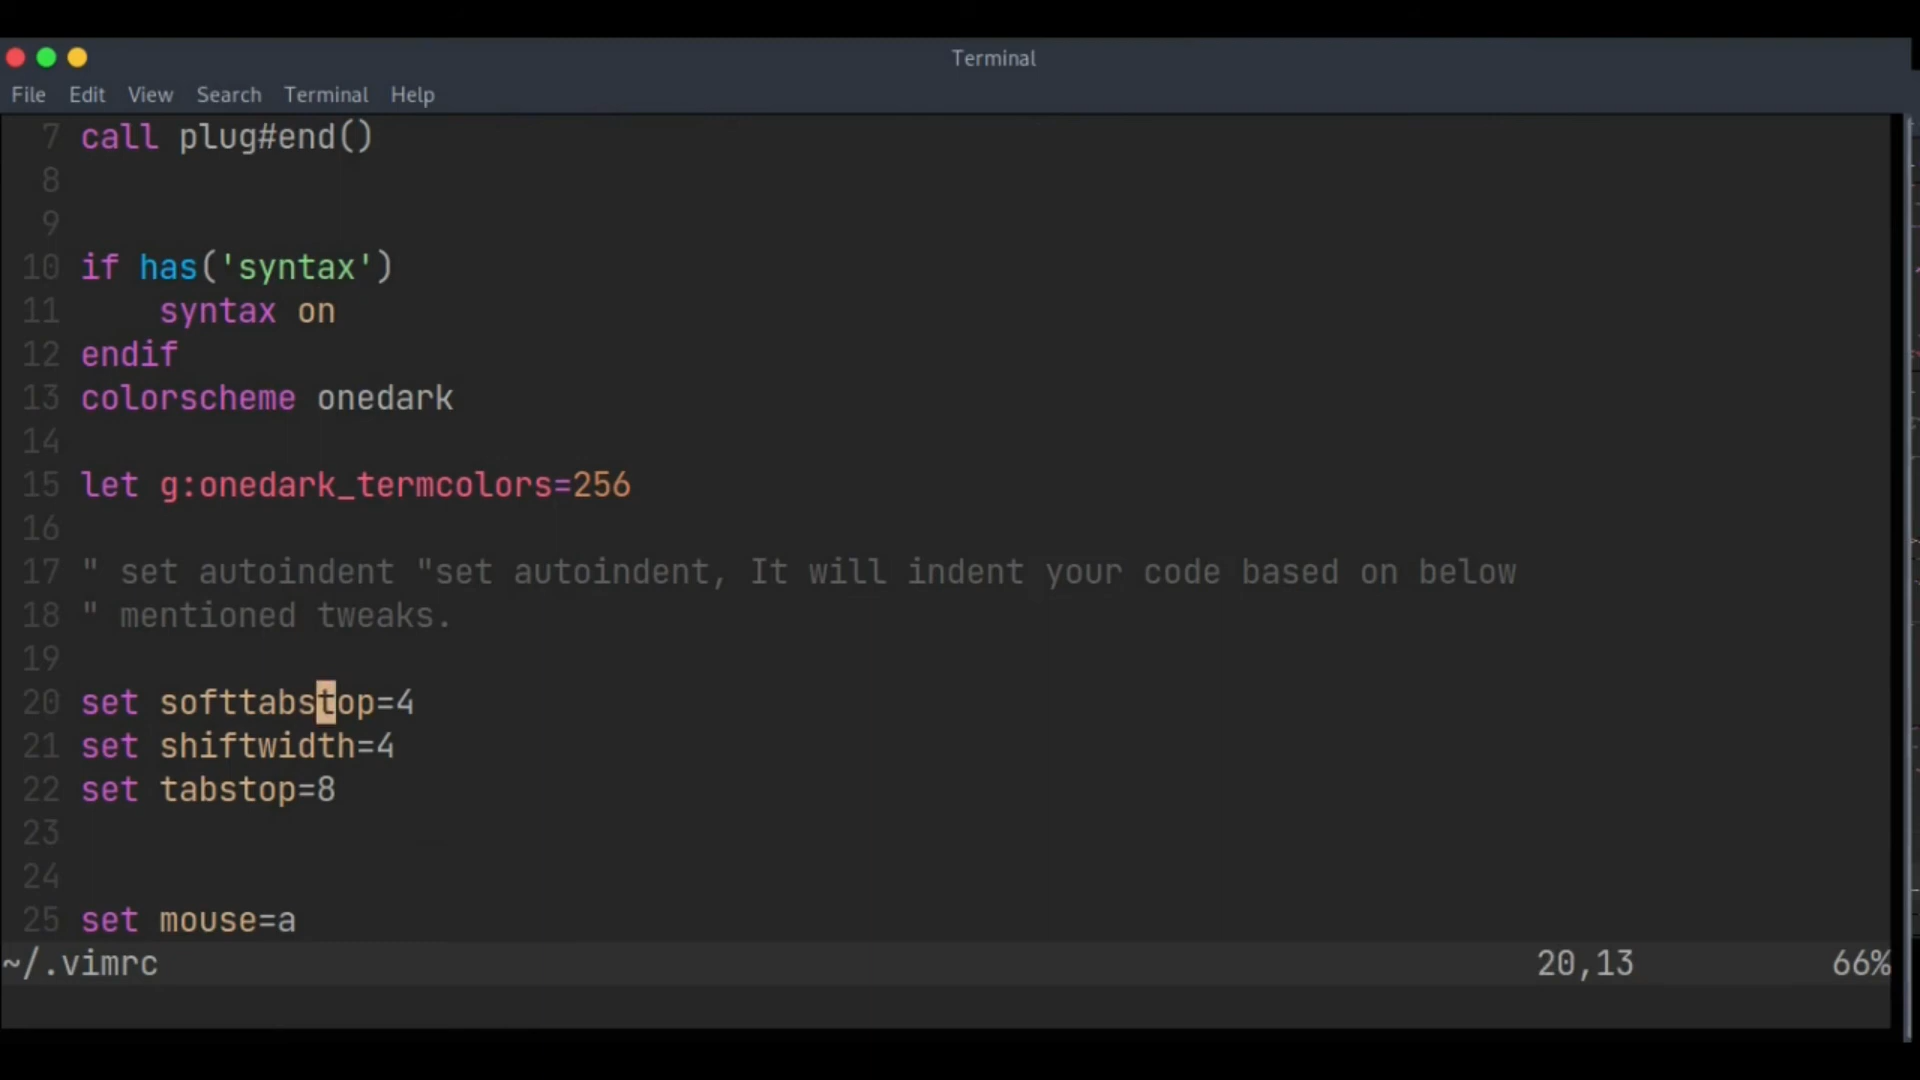 Terminal
File Edit View Search Terminal Help
7 call plug#end()
8
9
10 if has('syntax')
11     syntax on
12 endif
13 colorscheme onedark
14
15 let g:onedark_termcolors=256
16
17 " set autoindent "set autoindent, It will indent your code based on below
18 " mentioned tweaks.
19
20 set softtabstop=4
21 set shiftwidth=4
22 set tabstop=8
23
24
25 set mouse=a
~/.vimrc 20,13 66%